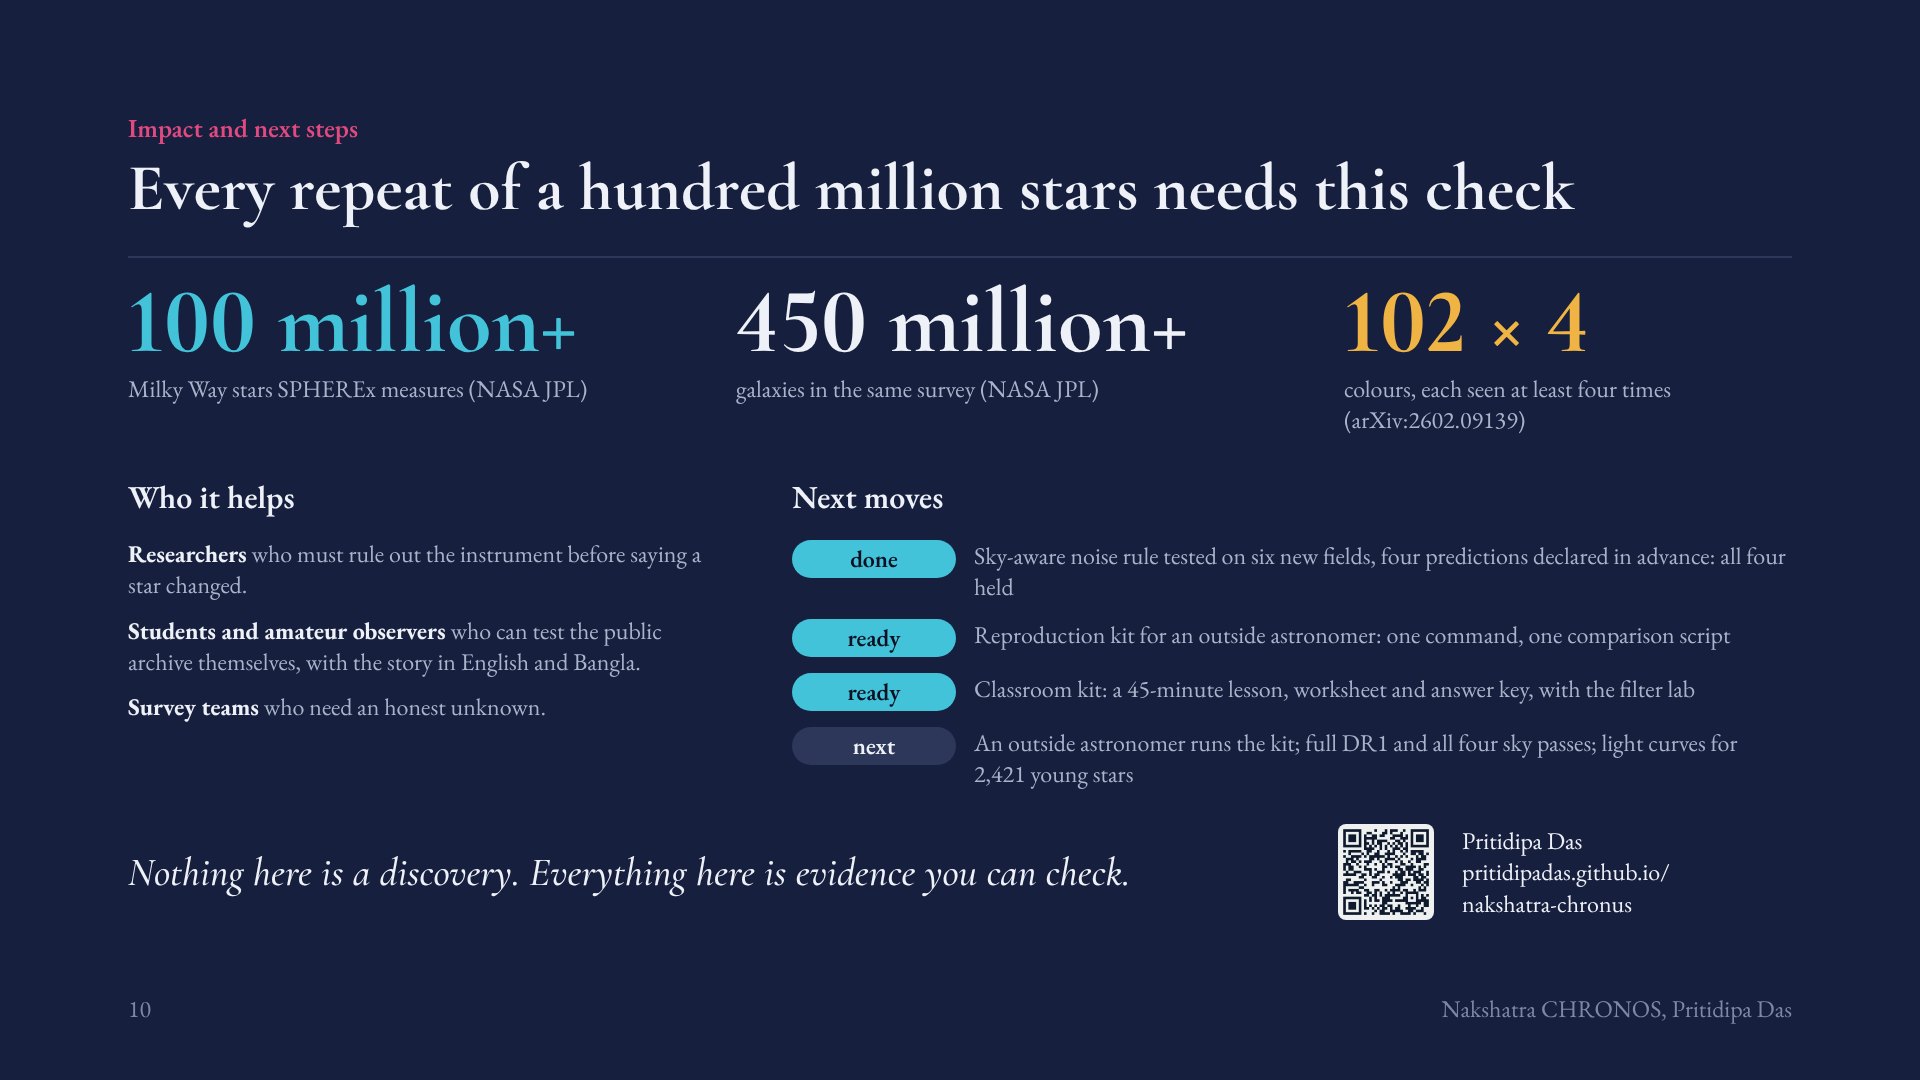 Impact and next steps
Every repeat of a hundred million stars needs this check
100 million+
Milky Way stars SPHEREx measures (NASA JPL)
450 million+
galaxies in the same survey (NASA JPL)
102 × 4
colours, each seen at least four times
(arXiv:2602.09139)
Who it helps
Researchers who must rule out the instrument before saying a
star changed.
Students and amateur observers who can test the public
archive themselves, with the story in English and Bangla.
Survey teams who need an honest unknown.
Next moves
done
Sky-aware noise rule tested on six new fields, four predictions declared in advance: all four
held
ready
Reproduction kit for an outside astronomer: one command, one comparison script
ready
Classroom kit: a 45-minute lesson, worksheet and answer key, with the filter lab
next
An outside astronomer runs the kit; full DR1 and all four sky passes; light curves for
2,421 young stars
Nothing here is a discovery. Everything here is evidence you can check.
Pritidipa Das
pritidipadas.github.io/
nakshatra-chronus
10
Nakshatra CHRONOS, Pritidipa Das